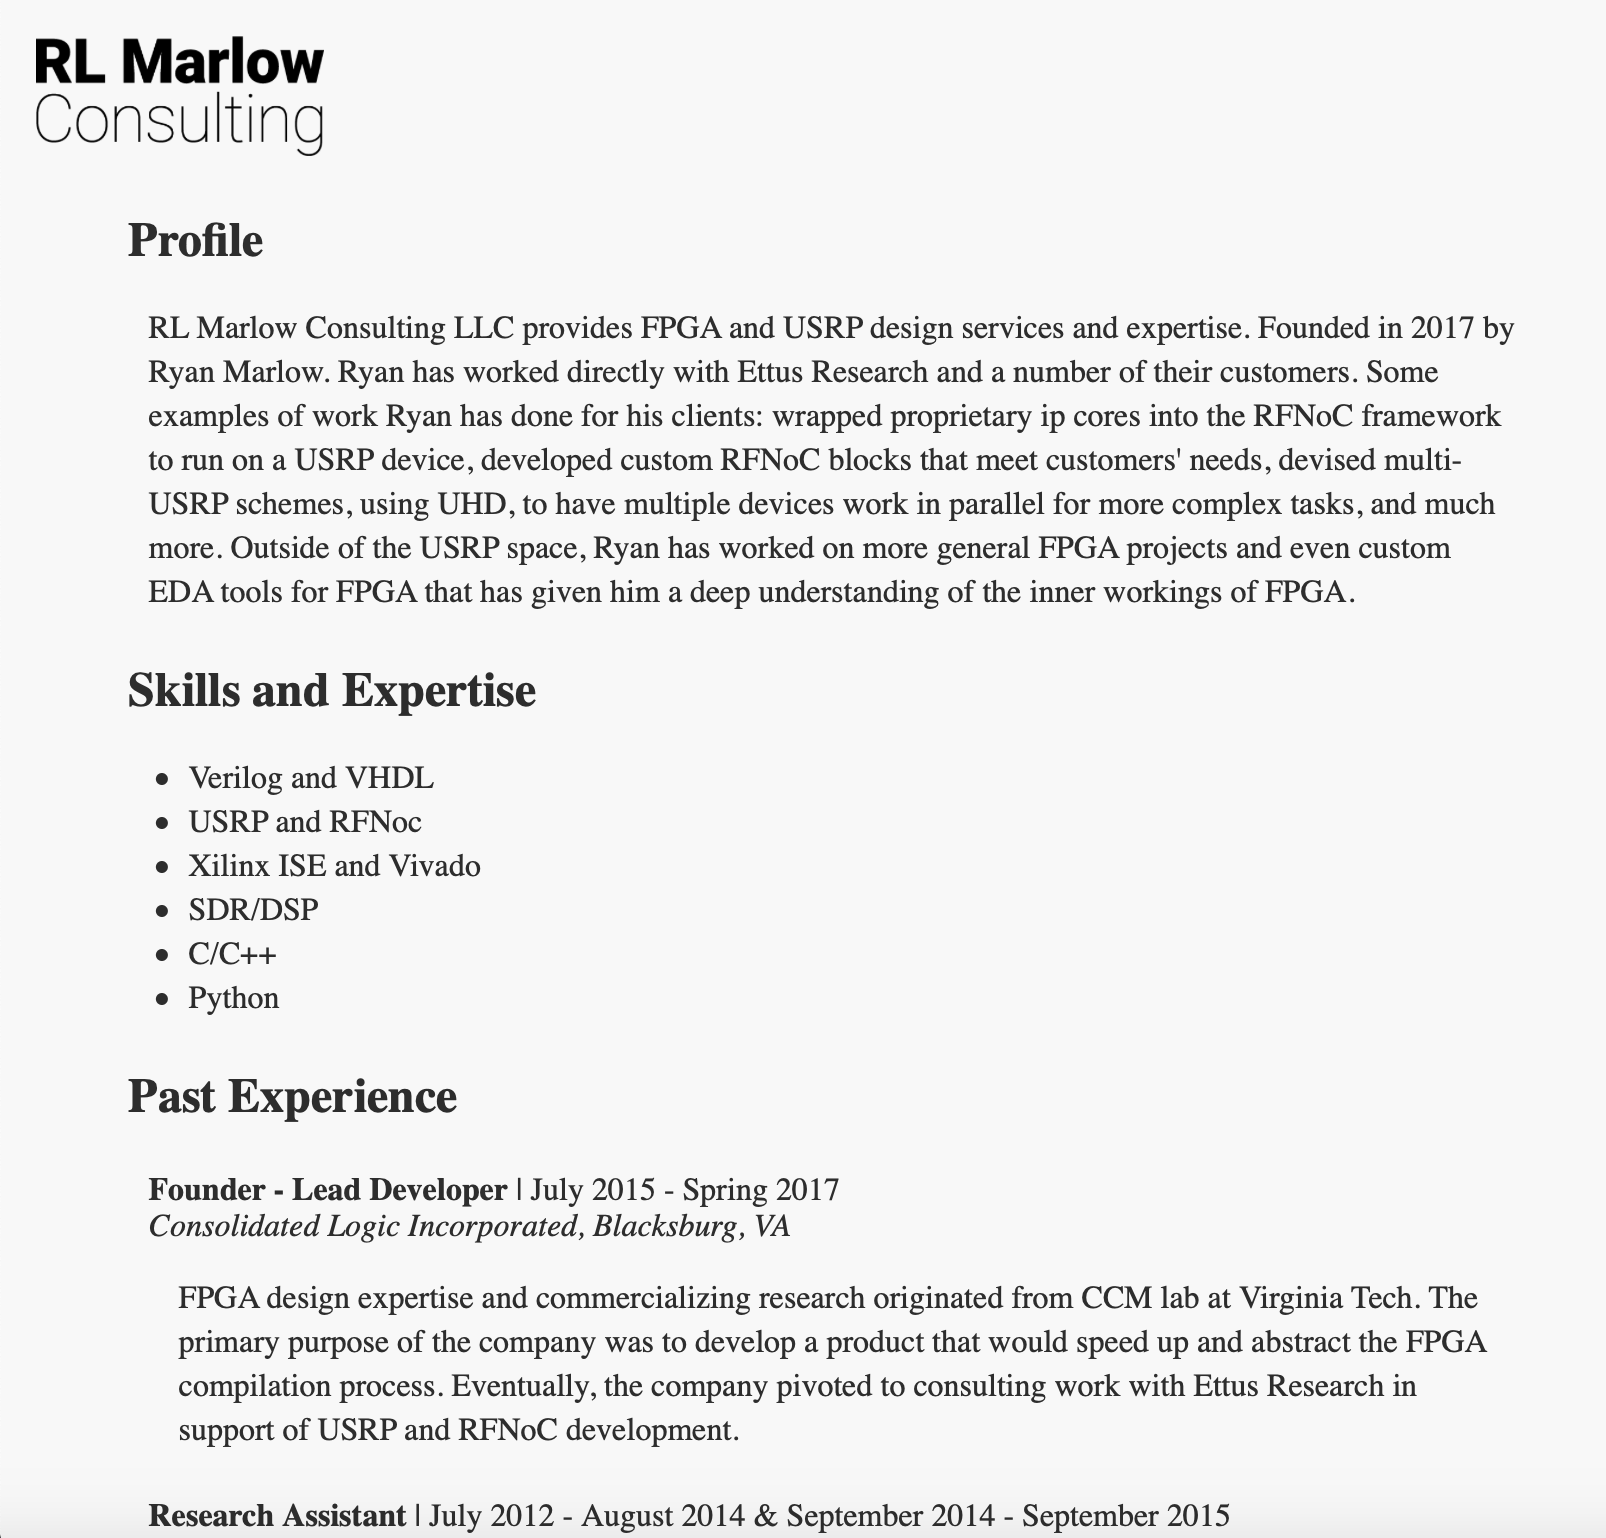 RL Marlow
Consulting
Profile
RL Marlow Consulting LLC provides FPGA and USRP design services and expertise. Founded in 2017 by
Ryan Marlow. Ryan has worked directly with Ettus Research and a number of their customers. Some
examples of work Ryan has done for his clients: wrapped proprietary ip cores into the RFNoC framework
to run on a USRP device, developed custom RFNoC blocks that meet customers' needs, devised multi-
USRP schemes, using UHD, to have multiple devices work in parallel for more complex tasks, and much
more. Outside of the USRP space, Ryan has worked on more general FPGA projects and even custom
EDA tools for FPGA that has given him a deep understanding of the inner workings of FPGA.
Skills and Expertise
• Verilog and VHDL
• USRP and RFNoc
• Xilinx ISE and Vivado
• SDR/DSP
• C/C++
• Python
Past Experience
Founder - Lead Developer | July 2015 - Spring 2017
Consolidated Logic Incorporated, Blacksburg, VA
FPGA design expertise and commercializing research originated from CCM lab at Virginia Tech. The
primary purpose of the company was to develop a product that would speed up and abstract the FPGA
compilation process. Eventually, the company pivoted to consulting work with Ettus Research in
support of USRP and RFNoC development.
Research Assistant | July 2012 - August 2014 & September 2014 - September 2015